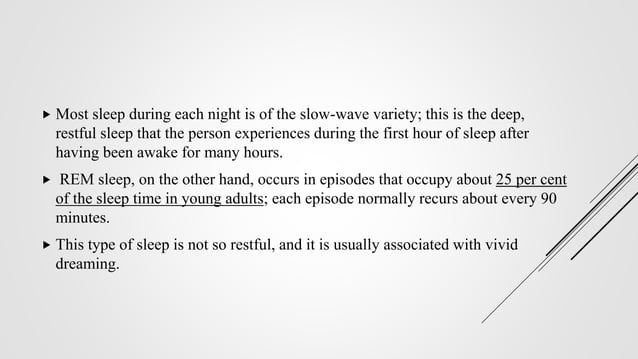 Most sleep during each night is of the slow-wave variety; this is the deep,
restful sleep that the person experiences during the first hour of sleep after
having been awake for many hours.
REM sleep, on the other hand, occurs in episodes that occupy about 25 per cent
of the sleep time in young adults; each episode normally recurs about every 90
minutes.
This type of sleep is not so restful, and it is usually associated with vivid
dreaming.